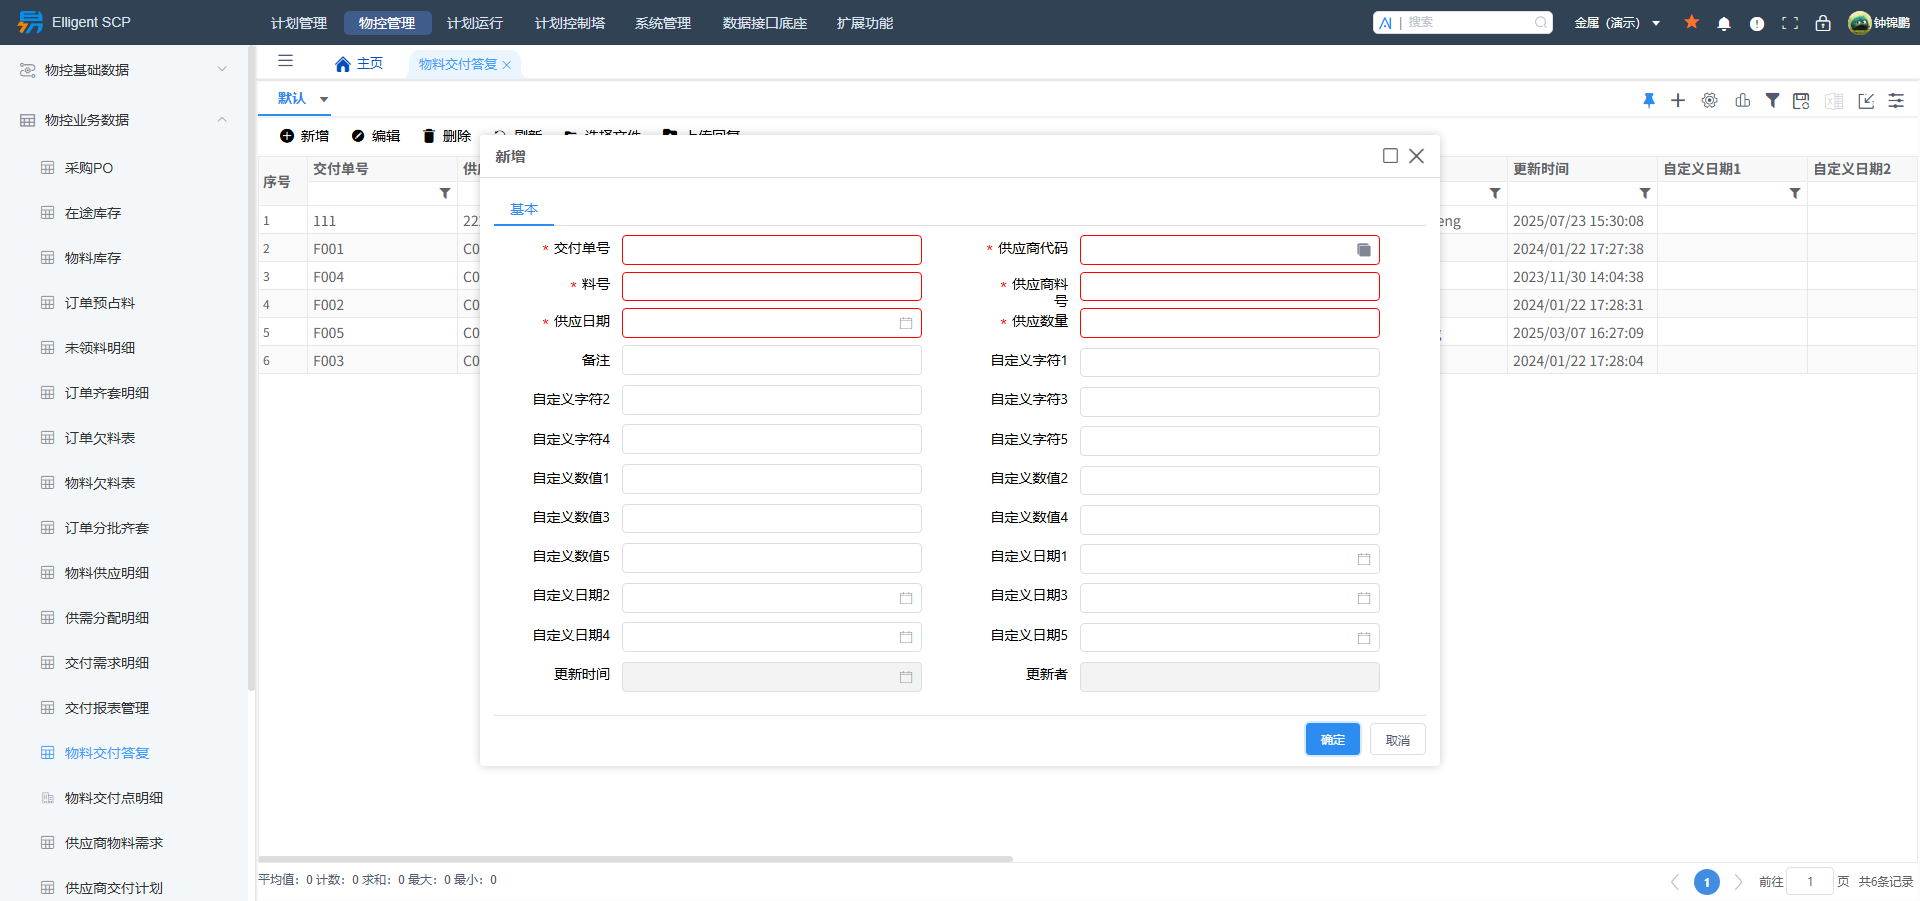 Elligent SCP
计划管理 物控管理 计划运行 计划控制塔 系统管理 数据接口底座 扩展功能
AI | 搜索
金属（演示）
钟锦鹏
物控基础数据
物控业务数据
采购PO
在途库存
物料库存
订单预占料
未领料明细
订单齐套明细
订单欠料表
物料欠料表
订单分批齐套
物料供应明细
供需分配明细
交付需求明细
交付报表管理
物料交付答复
物料交付点明细
供应商物料需求
供应商交付计划
主页 物料交付答复
默认
新增 编辑 删除 刷新 选择文件 上传回复
序号 交付单号 更新时间 自定义日期1 自定义日期2
1 111 22 eng 2025/07/23 15:30:08
2 F001 C0 2024/01/22 17:27:38
3 F004 C0 2023/11/30 14:04:38
4 F002 C0 2024/01/22 17:28:31
5 F005 C0 2025/03/07 16:27:09
6 F003 C0 2024/01/22 17:28:04
新增
基本
* 交付单号 * 供应商代码
* 料号 * 供应商料号
* 供应日期 * 供应数量
备注 自定义字符1
自定义字符2 自定义字符3
自定义字符4 自定义字符5
自定义数值1 自定义数值2
自定义数值3 自定义数值4
自定义数值5 自定义日期1
自定义日期2 自定义日期3
自定义日期4 自定义日期5
更新时间 更新者
确定 取消
平均值：0 计数：0 求和：0 最大：0 最小：0
1 前往 1 页 共6条记录